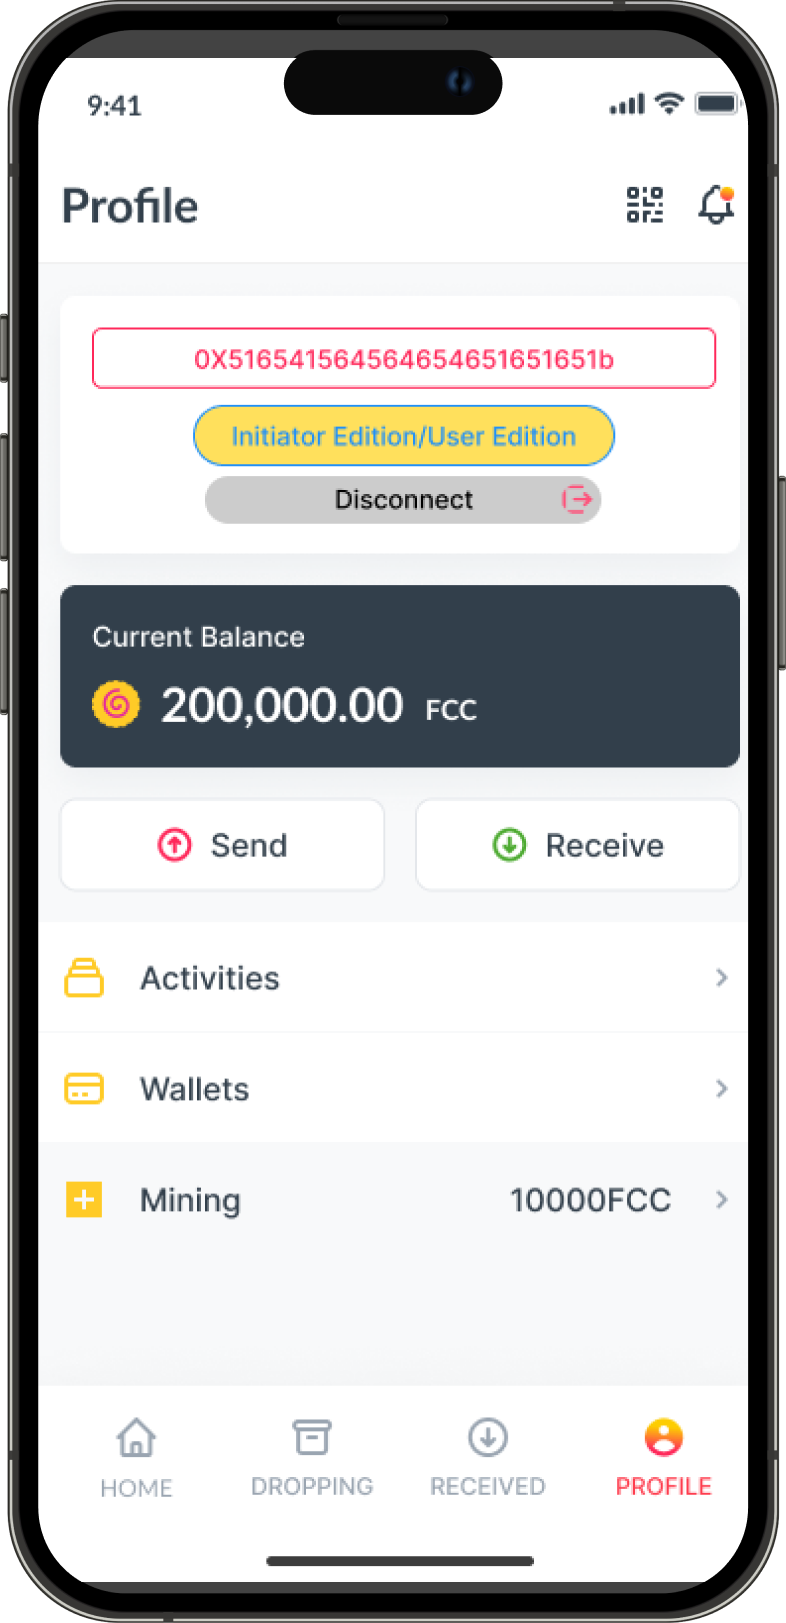 9:41
Profile
0X516541564564654651651651b
Initiator Edition/User Edition
Disconnect
Current Balance
200,000.00 FCC
Send
Receive
Activities
Wallets
Mining 10000FCC
HOME DROPPING RECEIVED PROFILE